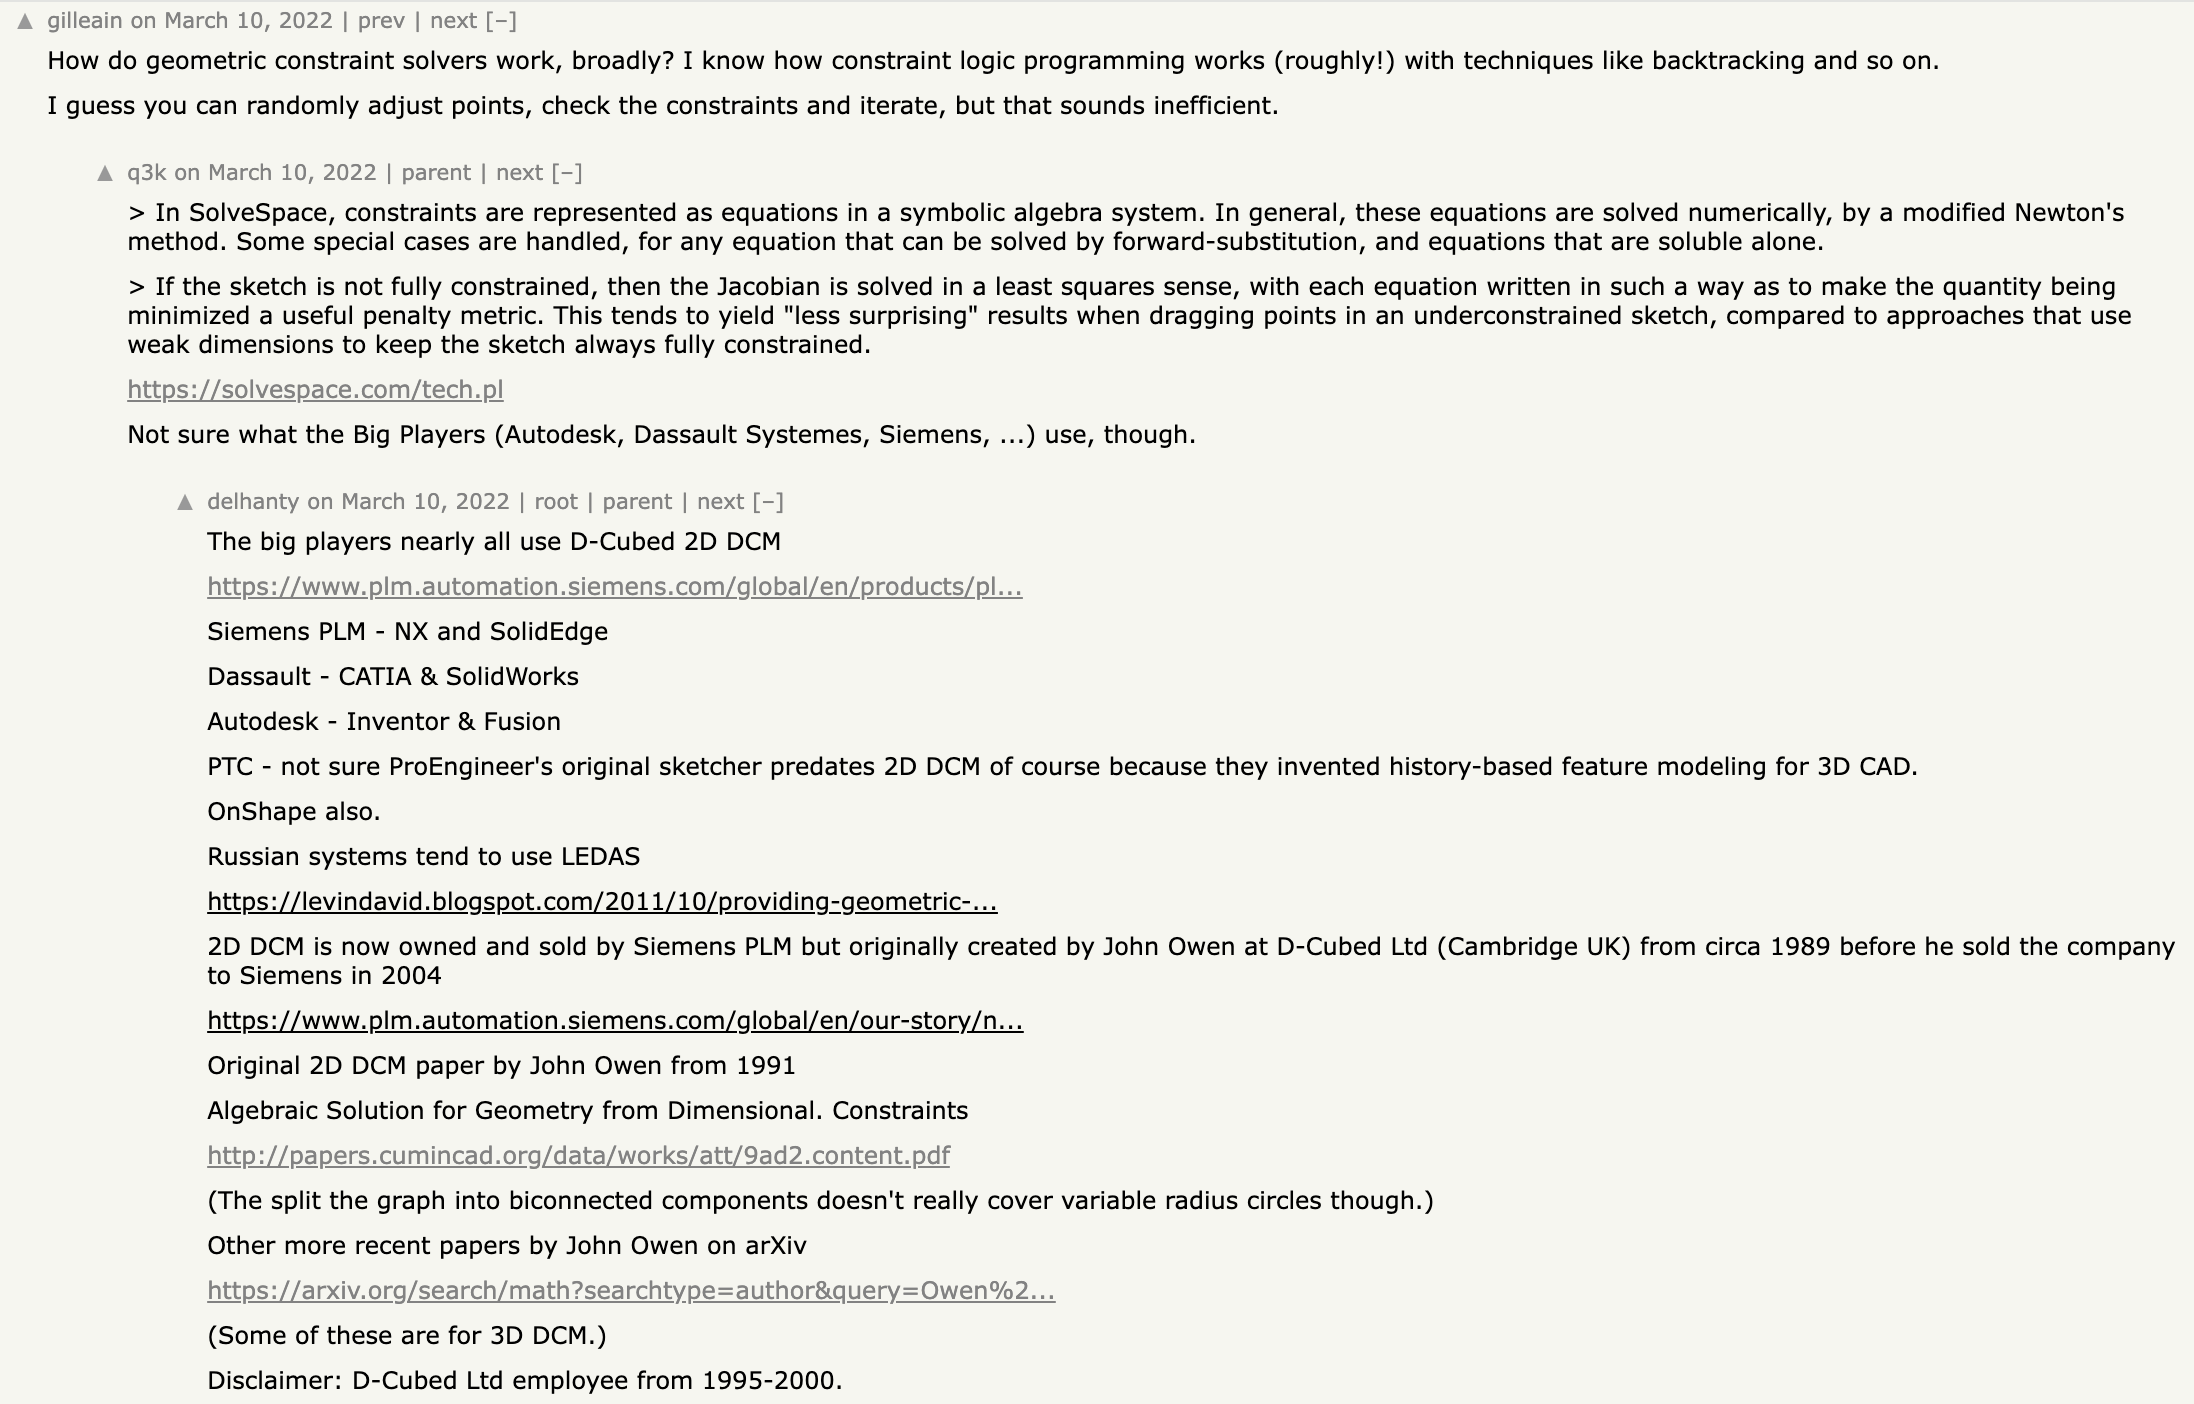 ▲ gilleain on March 10, 2022 | prev | next [–]
How do geometric constraint solvers work, broadly? I know how constraint logic programming works (roughly!) with techniques like backtracking and so on.
I guess you can randomly adjust points, check the constraints and iterate, but that sounds inefficient.
▲ q3k on March 10, 2022 | parent | next [–]
> In SolveSpace, constraints are represented as equations in a symbolic algebra system. In general, these equations are solved numerically, by a modified Newton's
method. Some special cases are handled, for any equation that can be solved by forward-substitution, and equations that are soluble alone.
> If the sketch is not fully constrained, then the Jacobian is solved in a least squares sense, with each equation written in such a way as to make the quantity being
minimized a useful penalty metric. This tends to yield "less surprising" results when dragging points in an underconstrained sketch, compared to approaches that use
weak dimensions to keep the sketch always fully constrained.
https://solvespace.com/tech.pl
Not sure what the Big Players (Autodesk, Dassault Systemes, Siemens, ...) use, though.
▲ delhanty on March 10, 2022 | root | parent | next [–]
The big players nearly all use D-Cubed 2D DCM
https://www.plm.automation.siemens.com/global/en/products/pl...
Siemens PLM - NX and SolidEdge
Dassault - CATIA & SolidWorks
Autodesk - Inventor & Fusion
PTC - not sure ProEngineer's original sketcher predates 2D DCM of course because they invented history-based feature modeling for 3D CAD.
OnShape also.
Russian systems tend to use LEDAS
https://levindavid.blogspot.com/2011/10/providing-geometric-...
2D DCM is now owned and sold by Siemens PLM but originally created by John Owen at D-Cubed Ltd (Cambridge UK) from circa 1989 before he sold the company
to Siemens in 2004
https://www.plm.automation.siemens.com/global/en/our-story/n...
Original 2D DCM paper by John Owen from 1991
Algebraic Solution for Geometry from Dimensional. Constraints
http://papers.cumincad.org/data/works/att/9ad2.content.pdf
(The split the graph into biconnected components doesn't really cover variable radius circles though.)
Other more recent papers by John Owen on arXiv
https://arxiv.org/search/math?searchtype=author&query=Owen%2...
(Some of these are for 3D DCM.)
Disclaimer: D-Cubed Ltd employee from 1995-2000.